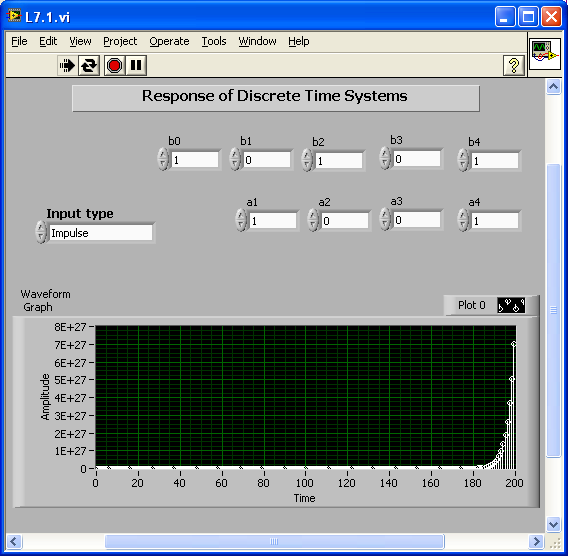 L7.1.vi
File Edit View Project Operate Tools Window Help
?
Response of Discrete Time Systems
b0 b1 b2 b3 b4
1 0 1 0 1
a1 a2 a3 a4
1 0 0 1
Input type
Impulse
Waveform
Graph
Plot 0
8E+27
7E+27
6E+27
5E+27
4E+27
3E+27
2E+27
1E+27
0
Amplitude
0 20 40 60 80 100 120 140 160 180 200
Time